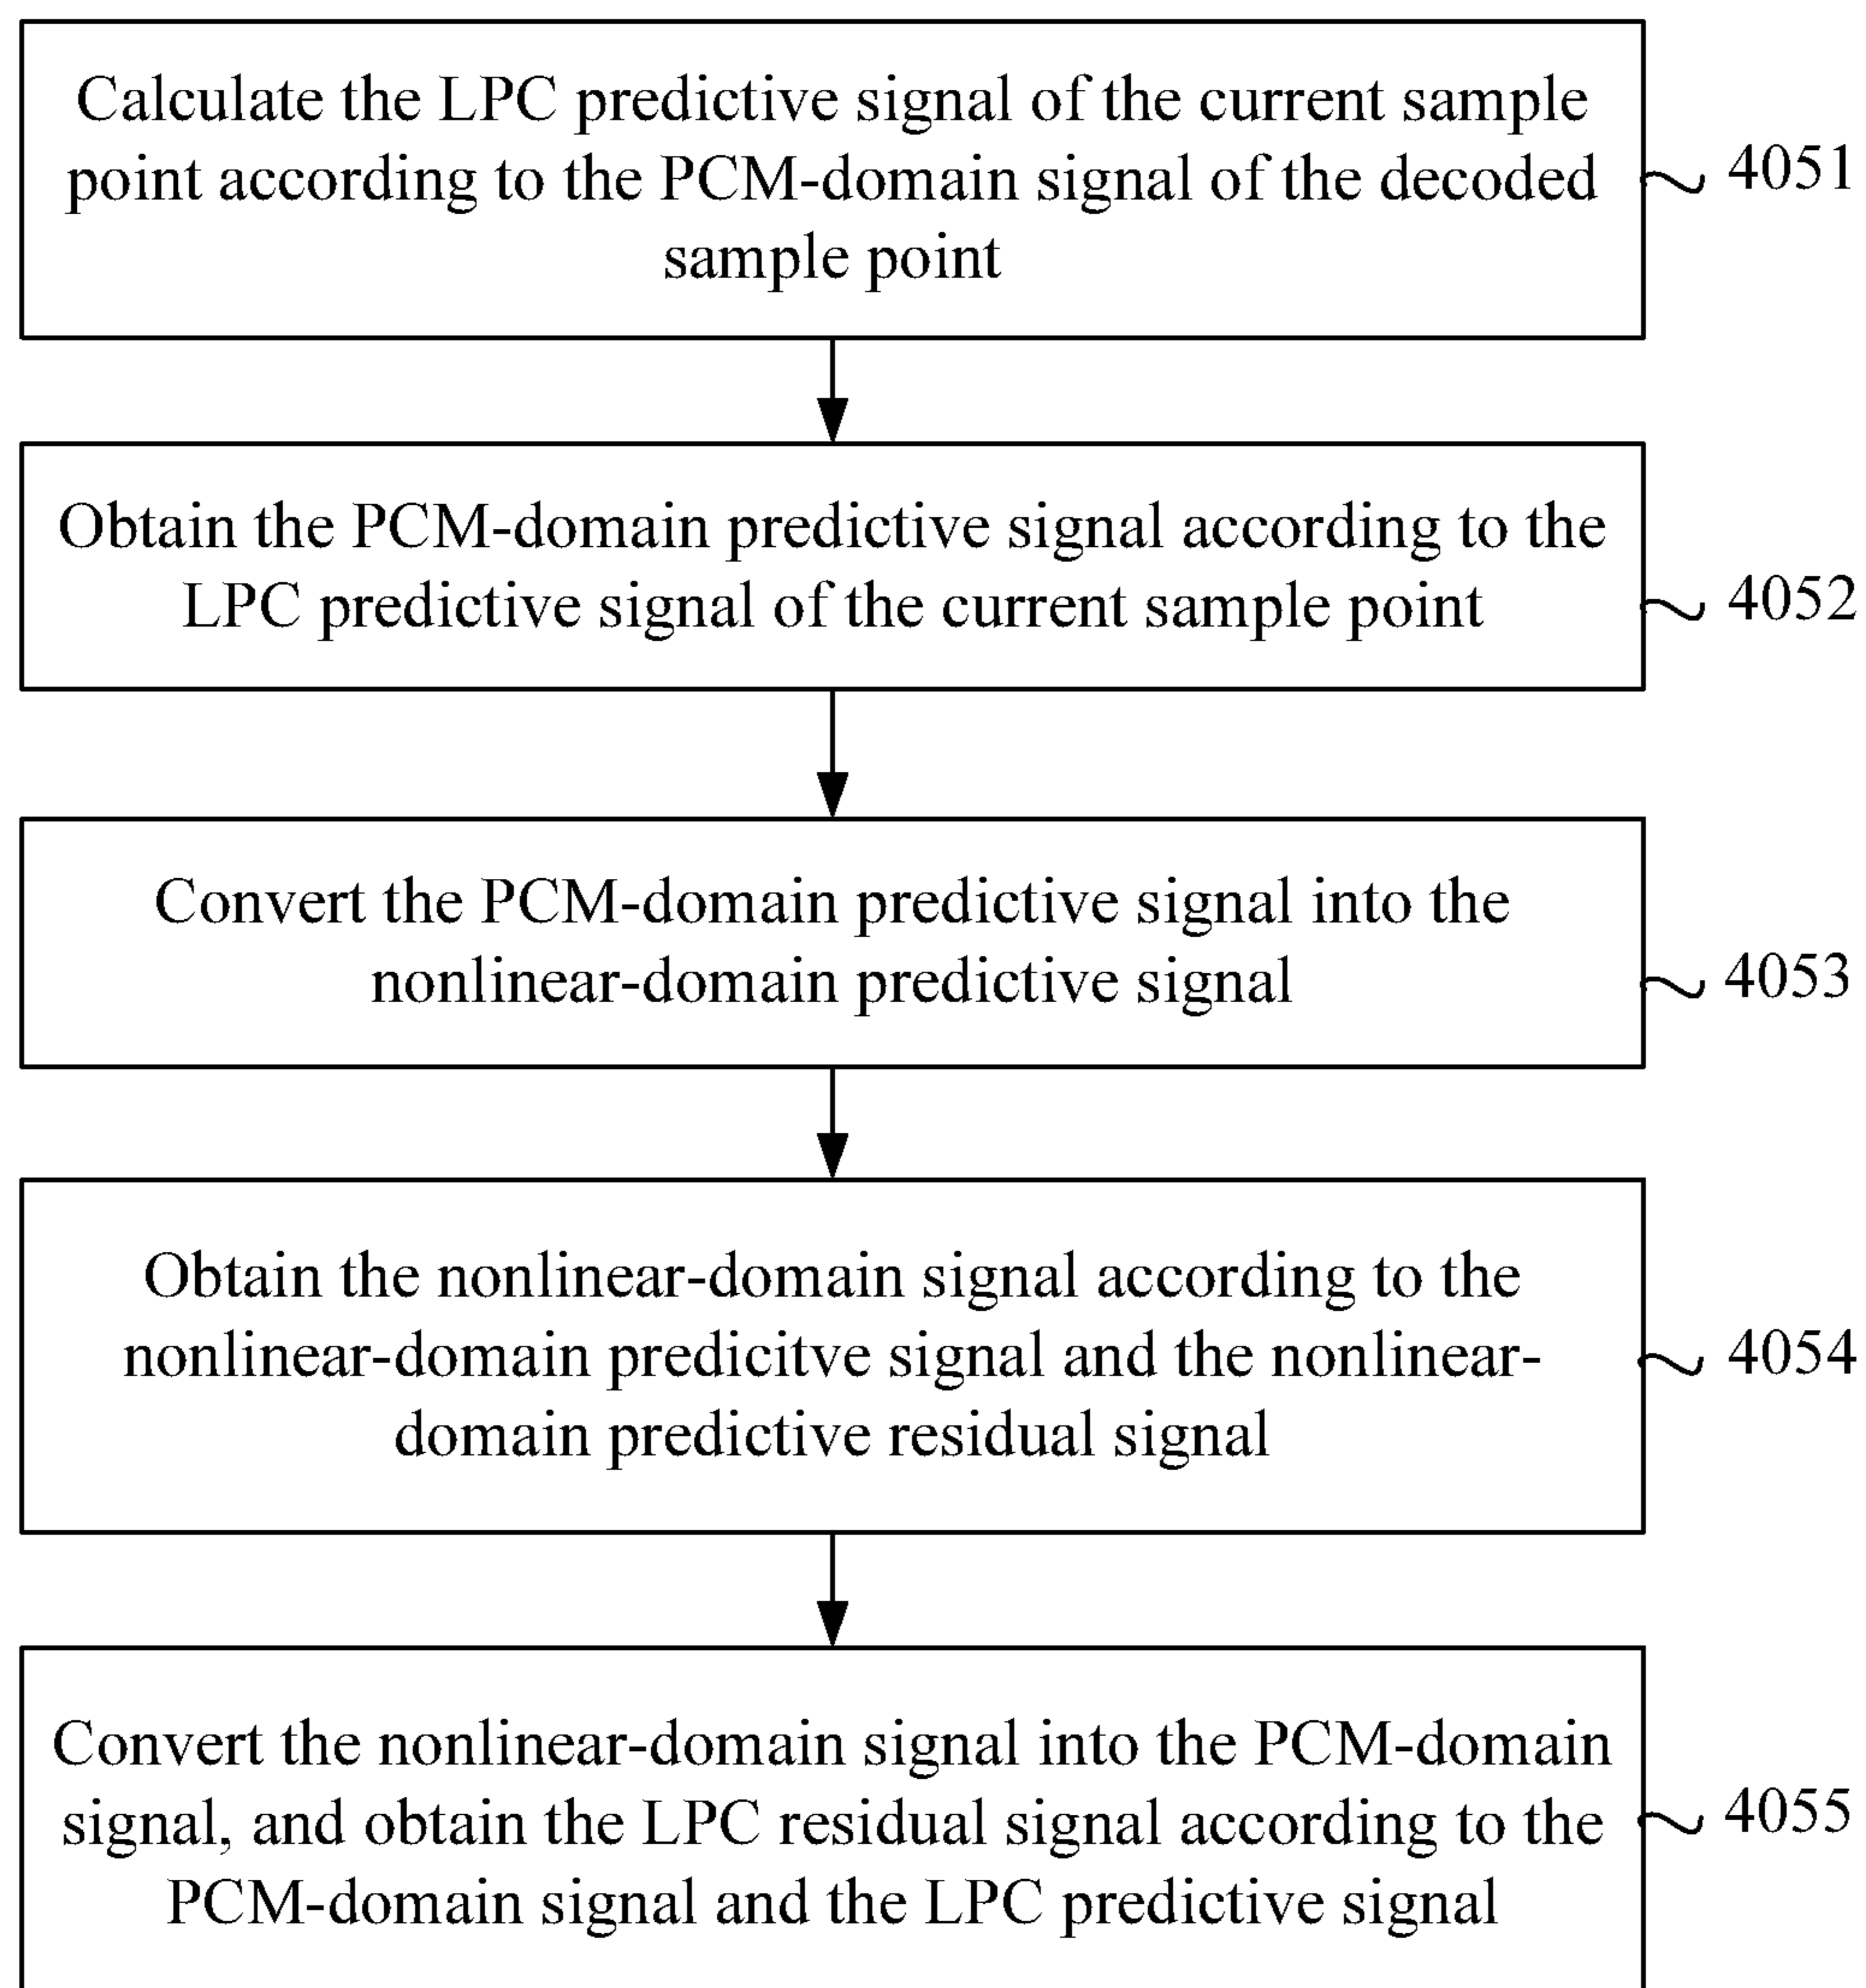 Calculate the LPC predictive signal of the current sample
point according to the PCM-domain signal of the decoded
sample point
4051
Obtain the PCM-domain predictive signal according to the
LPC predictive signal of the current sample point
4052
Convert the PCM-domain predictive signal into the
nonlinear-domain predictive signal
4053
Obtain the nonlinear-domain signal according to the
nonlinear-domain predicitve signal and the nonlinear-
domain predictive residual signal
4054
Convert the nonlinear-domain signal into the PCM-domain
signal, and obtain the LPC residual signal according to the
PCM-domain signal and the LPC predictive signal
4055